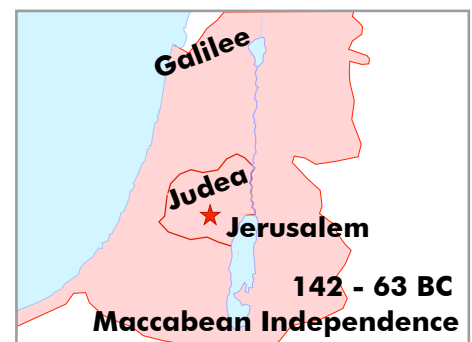 Galilee
Judea
Jerusalem
142 - 63 BC
Maccabean Independence